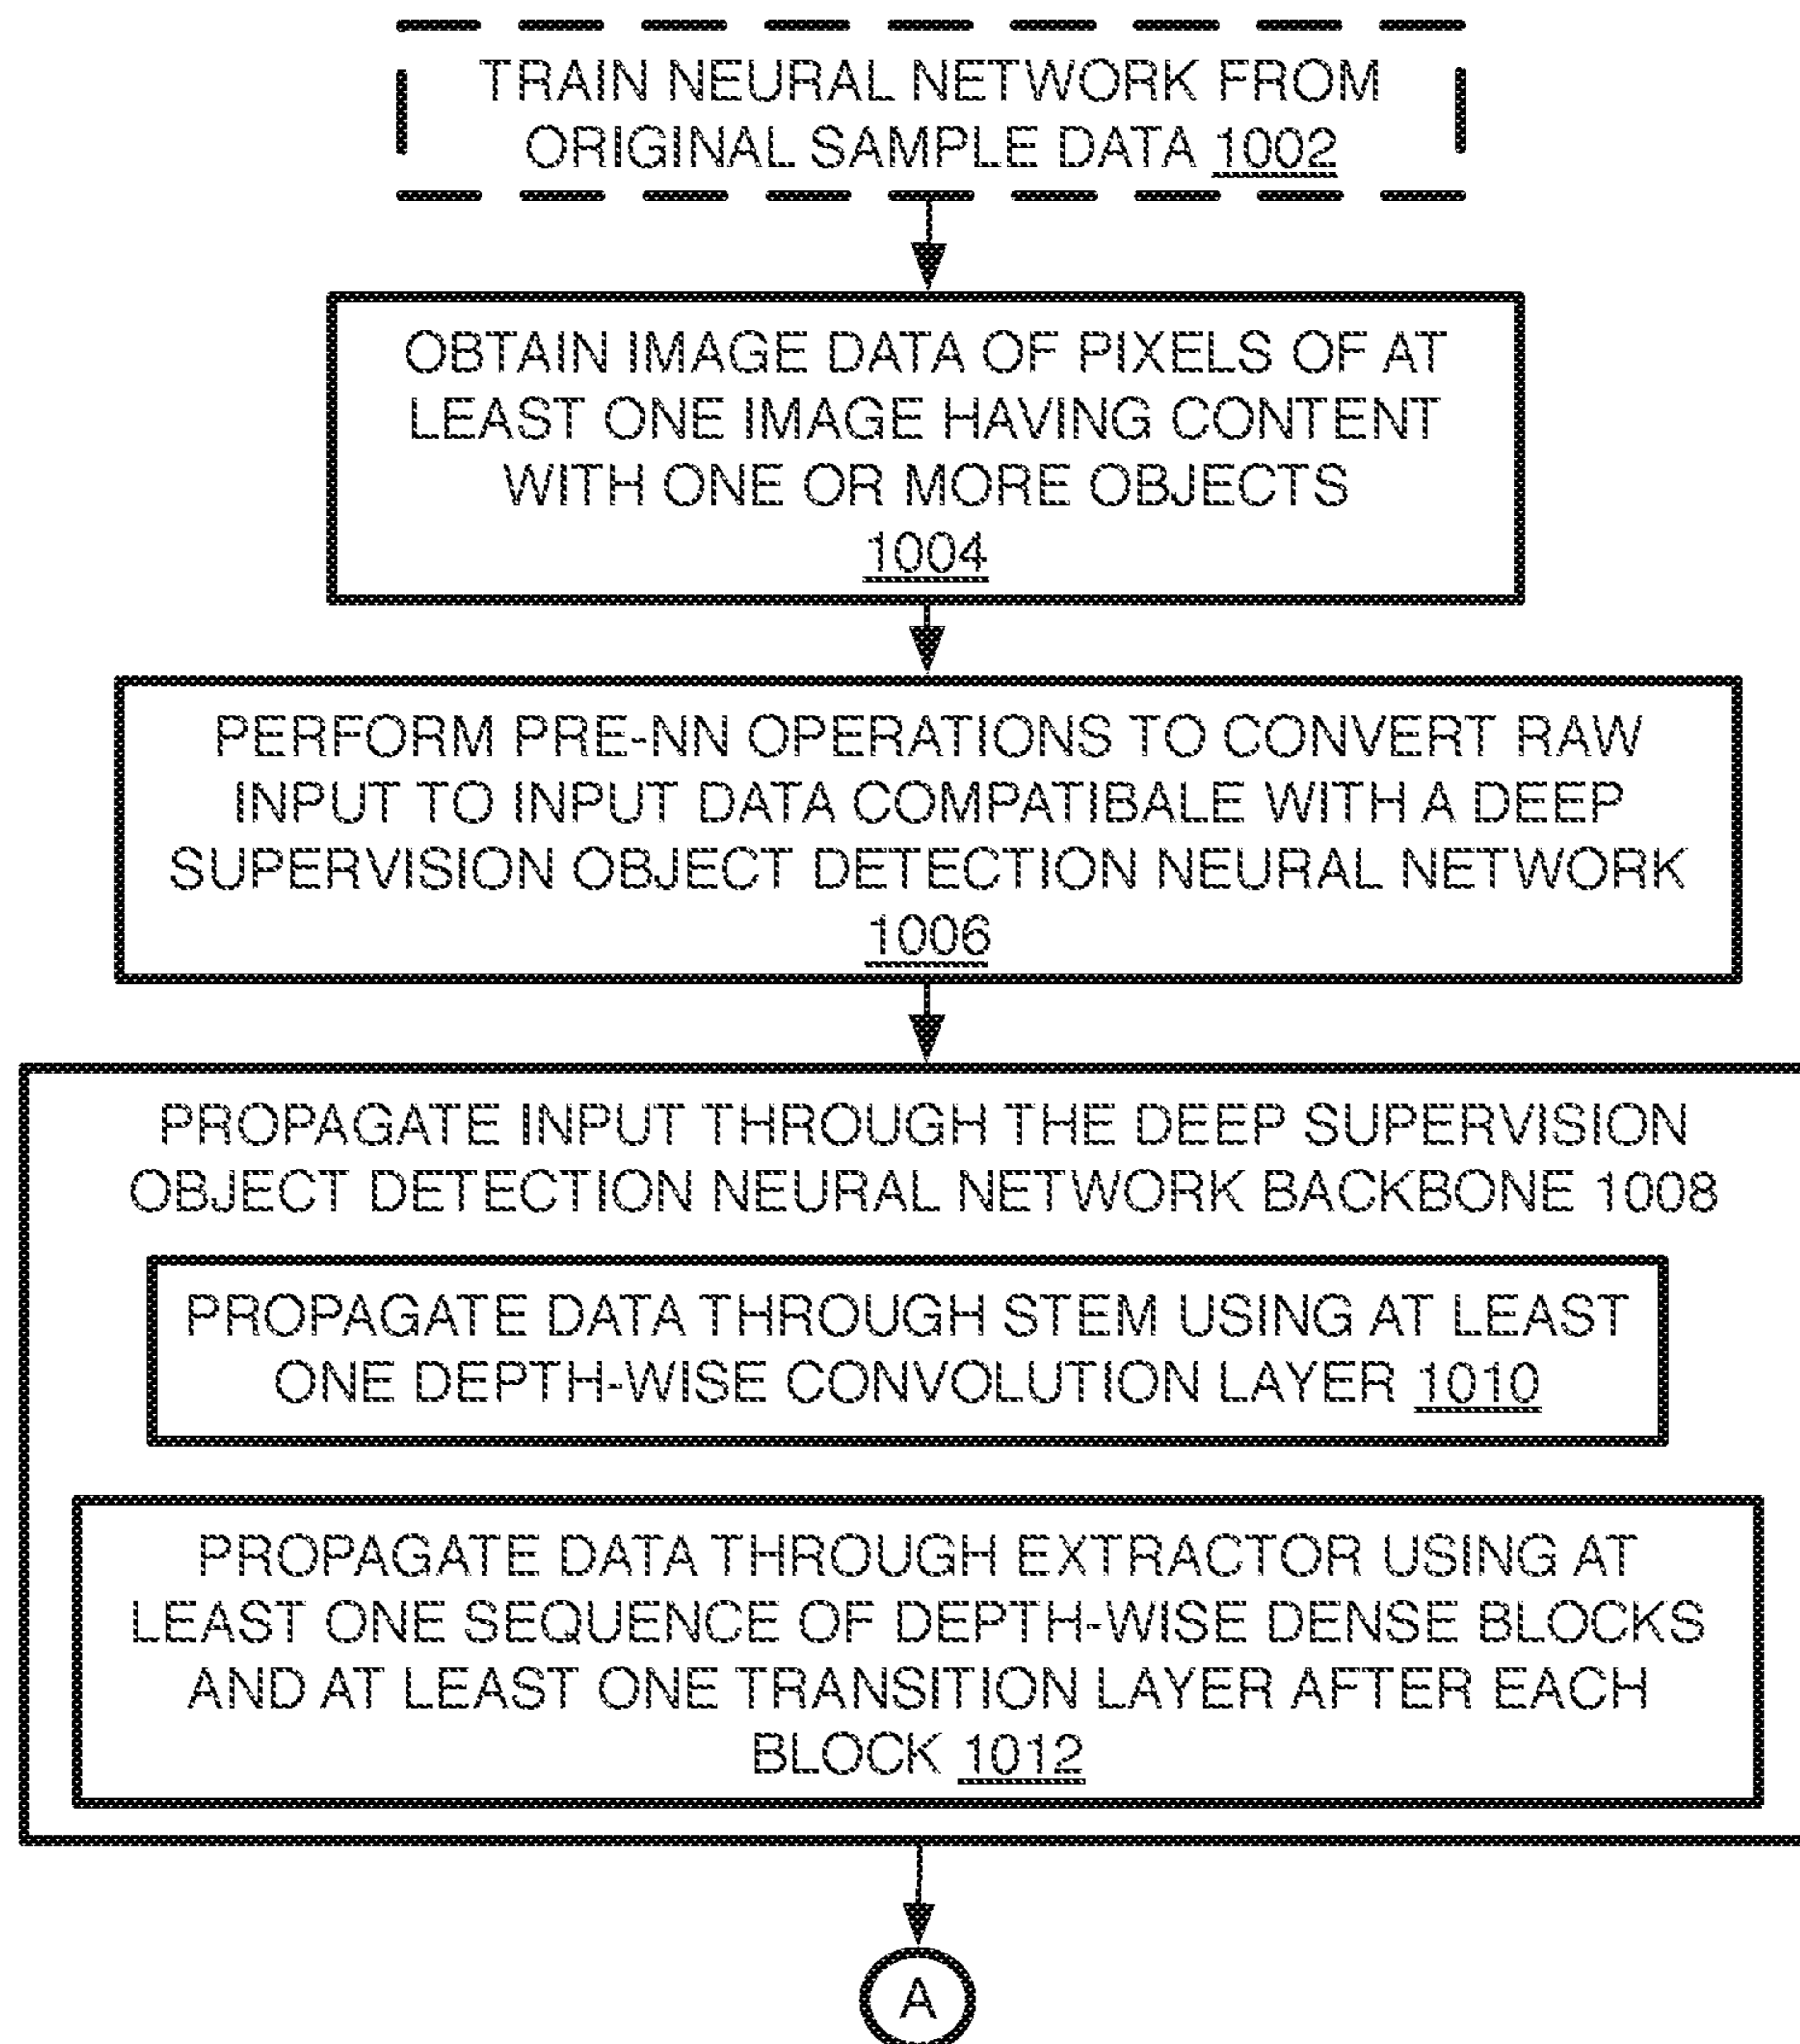 TRAIN NEURAL NETWORK FROM
ORIGINAL SAMPLE DATA 1002
OBTAIN IMAGE DATA OF PIXELS OF AT
LEAST ONE IMAGE HAVING CONTENT
WITH ONE OR MORE OBJECTS
1004
PERFORM PRE-NN OPERATIONS TO CONVERT RAW
INPUT TO INPUT DATA COMPATIBALE WITH A DEEP
SUPERVISION OBJECT DETECTION NEURAL NETWORK
1006
PROPAGATE INPUT THROUGH THE DEEP SUPERVISION
OBJECT DETECTION NEURAL NETWORK BACKBONE 1008
PROPAGATE DATA THROUGH STEM USING AT LEAST
ONE DEPTH-WISE CONVOLUTION LAYER 1010
PROPAGATE DATA THROUGH EXTRACTOR USING AT
LEAST ONE SEQUENCE OF DEPTH-WISE DENSE BLOCKS
AND AT LEAST ONE TRANSITION LAYER AFTER EACH
BLOCK 1012
A